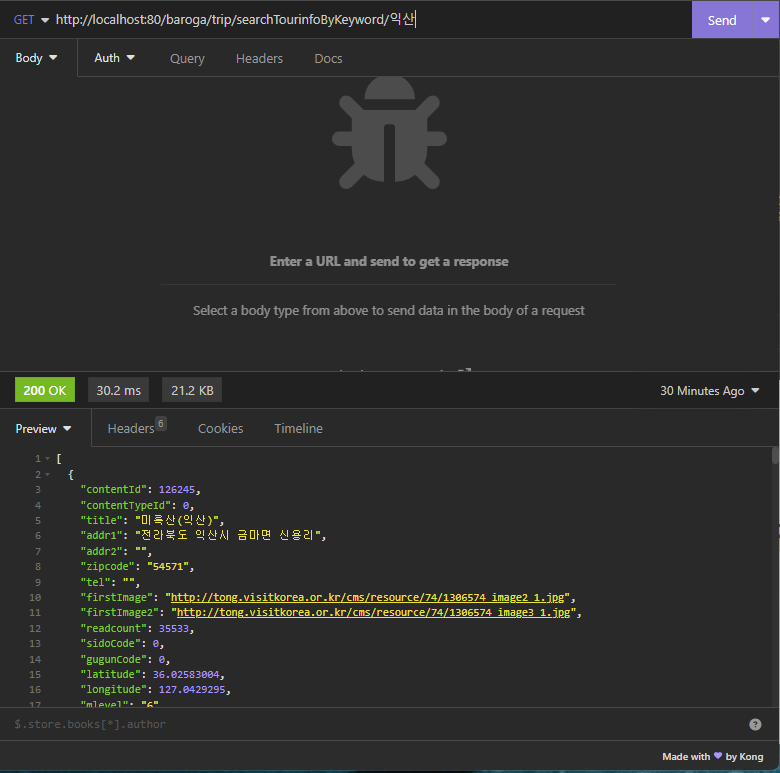 GET http://localhost:80/baroga/trip/searchTourinfoByKeyword/익산 Send
Body Auth Query Headers Docs
Enter a URL and send to get a response
Select a body type from above to send data in the body of a request
200 OK 30.2 ms 21.2 KB 30 Minutes Ago
Preview Headers 6 Cookies Timeline
1 [
2 {
3 "contentId": 126245,
4 "contentTypeId": 0,
5 "title": "미륵산(익산)",
6 "addr1": "전라북도 익산시 금마면 신용리",
7 "addr2": "",
8 "zipcode": "54571",
9 "tel": "",
10 "firstImage": "http://tong.visitkorea.or.kr/cms/resource/74/1306574_image2_1.jpg",
11 "firstImage2": "http://tong.visitkorea.or.kr/cms/resource/74/1306574_image3_1.jpg",
12 "readcount": 35533,
13 "sidoCode": 0,
14 "gugunCode": 0,
15 "latitude": 36.02583004,
16 "longitude": 127.0429295,
17 "mlevel": "6"
$.store.books[*].author
Made with ♥ by Kong